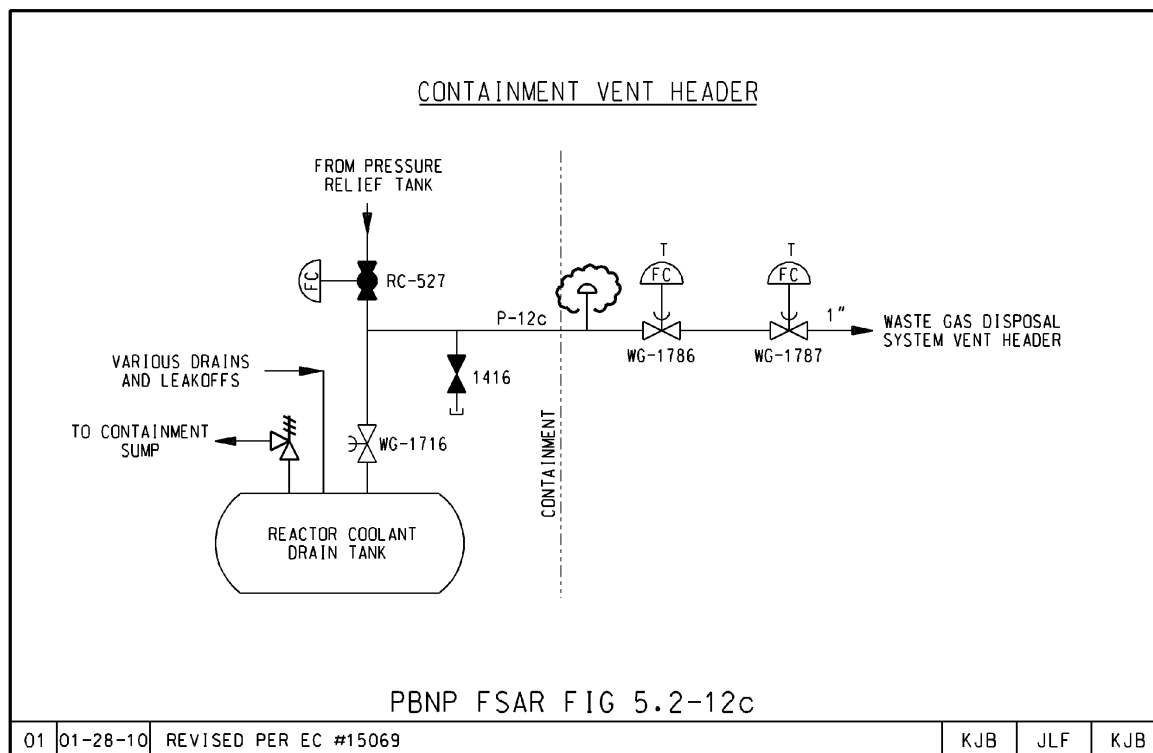 CONTAINMENT VENT HEADER
FROM PRESSURE
RELIEF TANK
FC
RC-527
P-12c
T
FC
WG-1786
T
FC
WG-1787
1"
WASTE GAS DISPOSAL
SYSTEM VENT HEADER
VARIOUS DRAINS
AND LEAKOFFS
1416
TO CONTAINMENT
SUMP
WG-1716
CONTAINMENT
REACTOR COOLANT
DRAIN TANK
PBNP FSAR FIG 5.2-12c
01 01-28-10 REVISED PER EC #15069 KJB JLF KJB